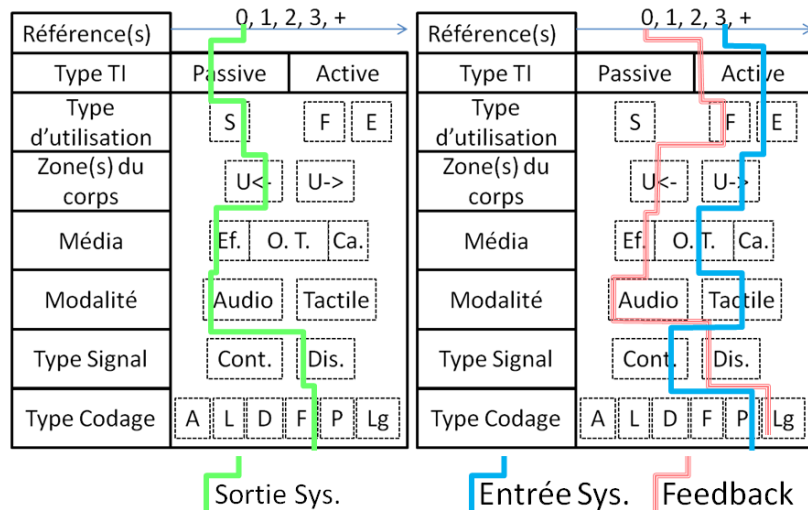 Référence(s) 0, 1, 2, 3, +
Type TI Passive Active
Type d'utilisation S F E
Zone(s) du corps U<- U->
Média Ef. O. T. Ca.
Modalité Audio Tactile
Type Signal Cont. Dis.
Type Codage A L D F P Lg
Sortie Sys.
Référence(s) 0, 1, 2, 3, +
Type TI Passive Active
Type d'utilisation S F E
Zone(s) du corps U<- U->
Média Ef. O. T. Ca.
Modalité Audio Tactile
Type Signal Cont. Dis.
Type Codage A L D F P Lg
Entrée Sys. Feedback